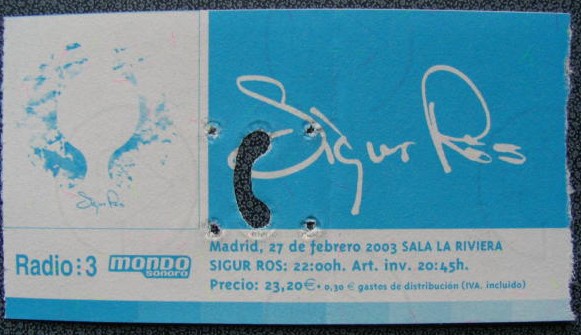 Sigur Rós
Sigur Rós
Radio:3 MONDO
SONORO
Madrid, 27 de febrero 2003 SALA LA RIVIERA
SIGUR ROS: 22:00h. Art. inv. 20:45h.
Precio: 23,20€+ 0,30 € gastos de distribución (IVA. incluido)